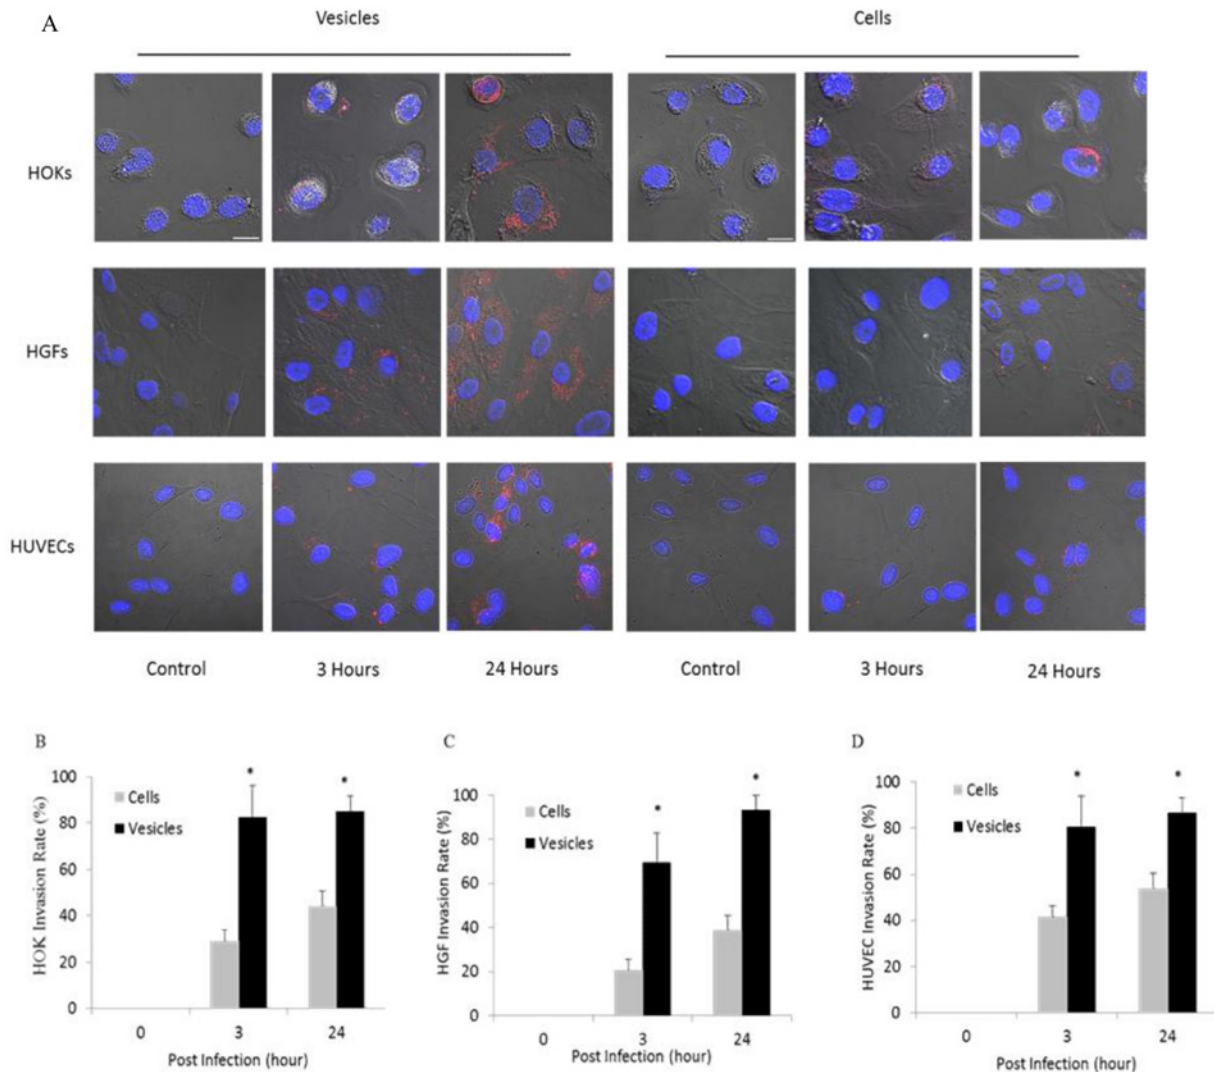 A
Vesicles
Cells
HOKs
HGFs
HUVECs
Control
3 Hours
24 Hours
Control
3 Hours
24 Hours
B
HOK Invasion Rate (%)
100
80
60
40
20
0
Cells
Vesicles
*
*
0
3
24
Post Infection (hour)
C
HGF Invasion Rate (%)
100
80
60
40
20
0
Cells
Vesicles
*
*
0
3
24
Post Infection (hour)
D
HUVEC Invasion Rate (%)
100
80
60
40
20
0
Cells
Vesicles
*
*
0
3
24
Post Infection (hour)